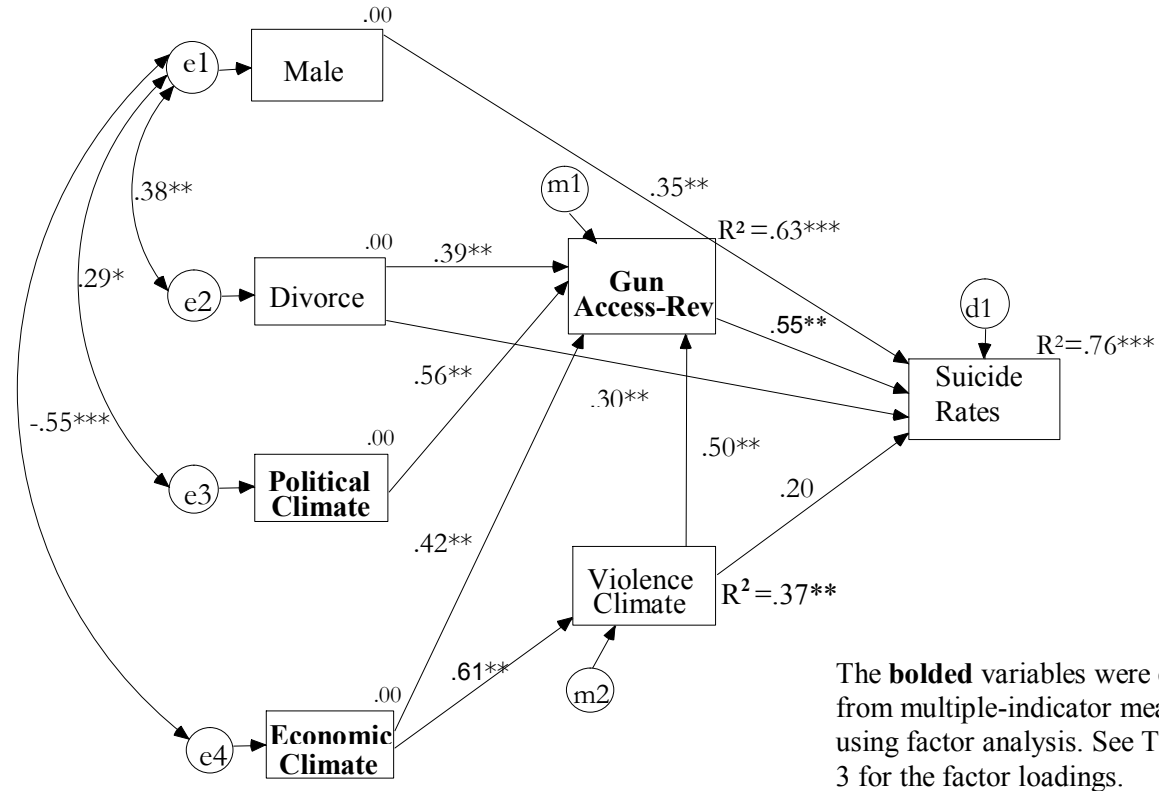 .00
e1
Male
m1
.35**
.38**
R² =.63***
.00
.39**
Gun
Access-Rev
.29*
e2
Divorce
d1
.55**
R²=.76***
Suicide
Rates
.56**
.30**
-.55***
.00
.50**
e3
Political
Climate
.20
.42**
Violence
Climate
R² =.37**
.61**
.00
m2
The bolded variables were
from multiple-indicator
using factor analysis. See
3 for the factor loadings.
e4
Economic
Climate